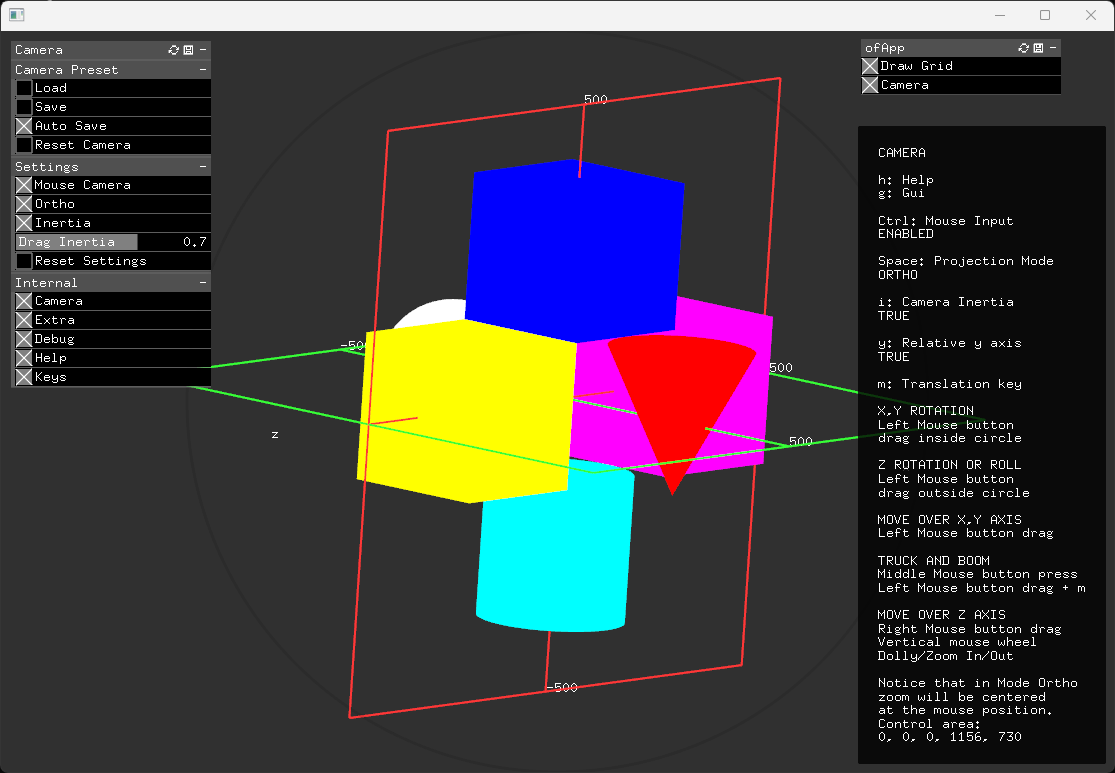 Camera
Camera Preset
Load
Save
Auto Save
Reset Camera
Settings
Mouse Camera
Ortho
Inertia
Drag Inertia 0.7
Reset Settings
Internal
Camera
Extra
Debug
Help
Keys
500
-500
500
500
z
-500
ofApp
Draw Grid
Camera
CAMERA
h: Help
g: Gui
Ctrl: Mouse Input
ENABLED
Space: Projection Mode
ORTHO
i: Camera Inertia
TRUE
y: Relative y axis
TRUE
m: Translation key
X,Y ROTATION
Left Mouse button
drag inside circle
Z ROTATION OR ROLL
Left Mouse button
drag outside circle
MOVE OVER X,Y AXIS
Left Mouse button drag
TRUCK AND BOOM
Middle Mouse button press
Left Mouse button drag + m
MOVE OVER Z AXIS
Right Mouse button drag
Vertical mouse wheel
Dolly/Zoom In/Out
Notice that in Mode Ortho
zoom will be centered
at the mouse position.
Control area:
0, 0, 0, 1156, 730